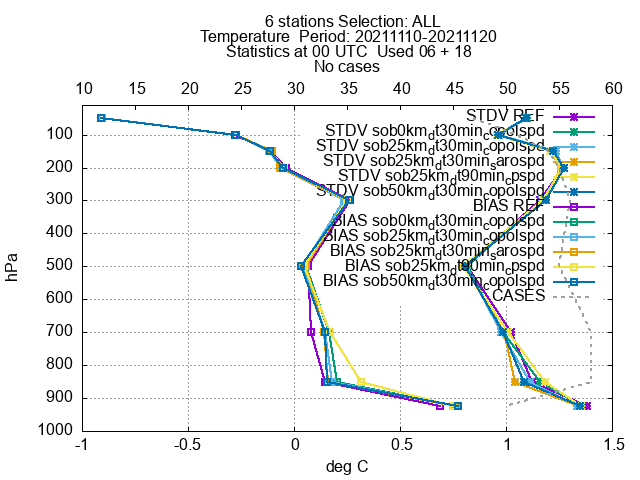 6 stations Selection: ALL
Temperature  Period: 20211110-20211120
Statistics at 00 UTC  Used 06 + 18
No cases
10 15 20 25 30 35 40 45 50 55 60
STDV REF
STDV sob0km_dt30min_copolspd
STDV sob25km_dt30min_copolspd
STDV sob25km_dt30min_sarospd
STDV sob25km_dt90min_cpspd
STDV sob50km_dt30min_copolspd
BIAS REF
BIAS sob0km_dt30min_copolspd
BIAS sob25km_dt30min_copolspd
BIAS sob25km_dt30min_sarospd
BIAS sob25km_dt90min_cpspd
BIAS sob50km_dt30min_copolspd
CASES
hPa
100
200
300
400
500
600
700
800
900
1000
-1 -0.5 0 0.5 1 1.5
deg C